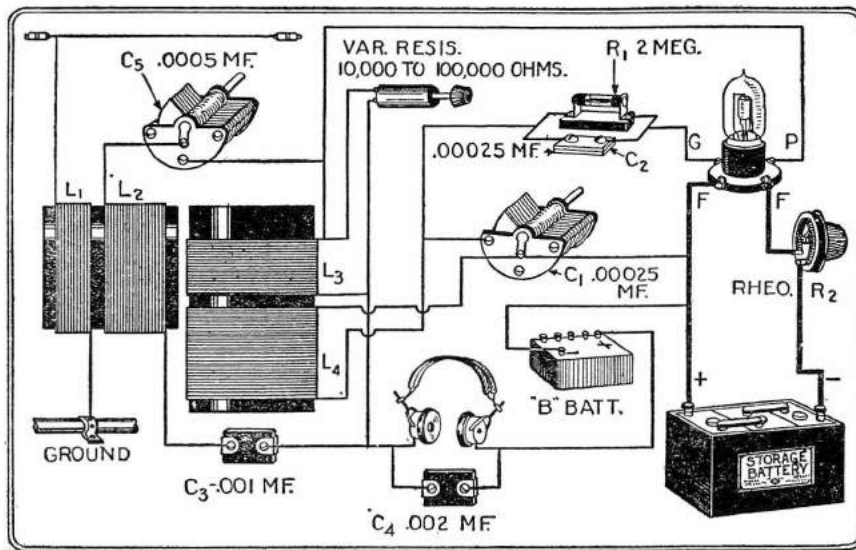 C5 .0005 MF.
VAR. RESIS.
10,000 TO 100,000 OHMS.
R1 2 MEG.
G
P
.00025 MF.
C2
L1
L2
F
F
L3
C1 .00025
MF.
RHEO.
R2
L4
"B" BATT.
+
-
GROUND
C3-.001 MF.
C4 .002 MF.
STORAGE
BATTERY